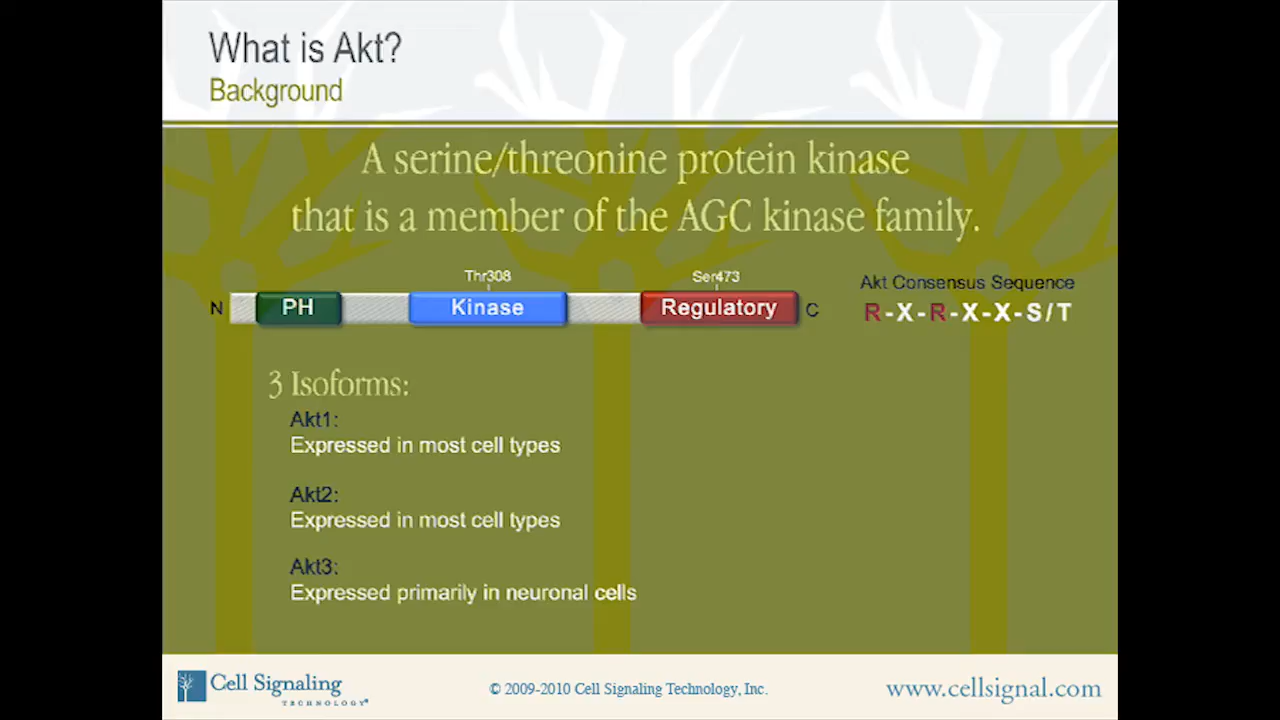 What is Akt?
Background
A serine/threonine protein kinase
that is a member of the AGC kinase family.
Thr308
Ser473
N
PH
Kinase
Regulatory
C
Akt Consensus Sequence
R-X-R-X-X-S/T
3 Isoforms:
Akt1:
Expressed in most cell types
Akt2:
Expressed in most cell types
Akt3:
Expressed primarily in neuronal cells
Cell Signaling
TECHNOLOGY®
© 2009-2010 Cell Signaling Technology, Inc.
www.cellsignal.com